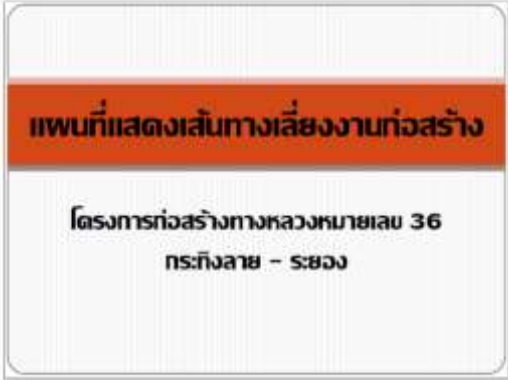 แผนที่แสดงเส้นทางเลี่ยงงานก่อสร้าง
โครงการก่อสร้างทางหลวงหมายเลข 36
กระทิงลาย - ระยอง